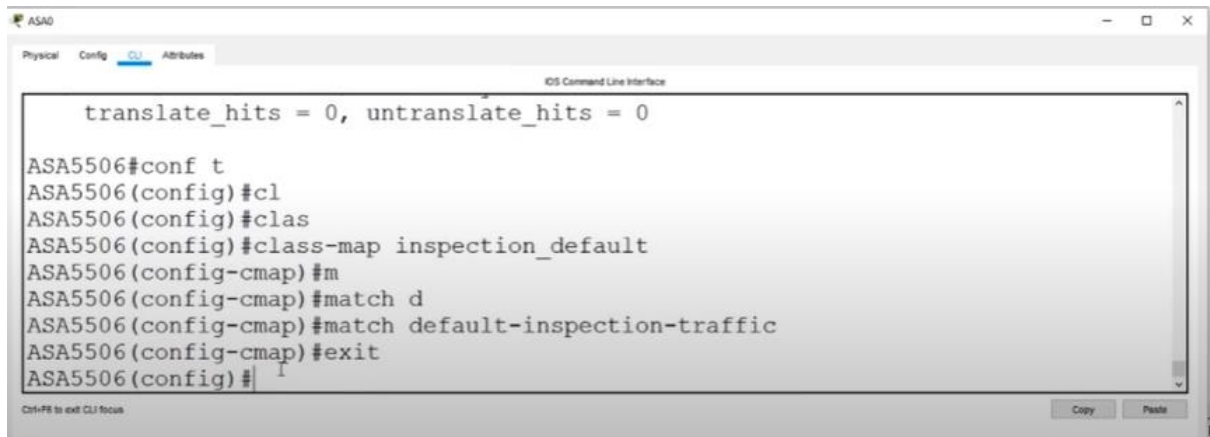 ASA0
Physical Config CLI Attributes
IOS Command Line Interface
translate_hits = 0, untranslate_hits = 0
ASA5506#conf t
ASA5506(config)#cl
ASA5506(config)#clas
ASA5506(config)#class-map inspection_default
ASA5506(config-cmap)#m
ASA5506(config-cmap)#match d
ASA5506(config-cmap)#match default-inspection-traffic
ASA5506(config-cmap)#exit
ASA5506(config)#
Ctrl+F6 to exit CLI focus
Copy Paste